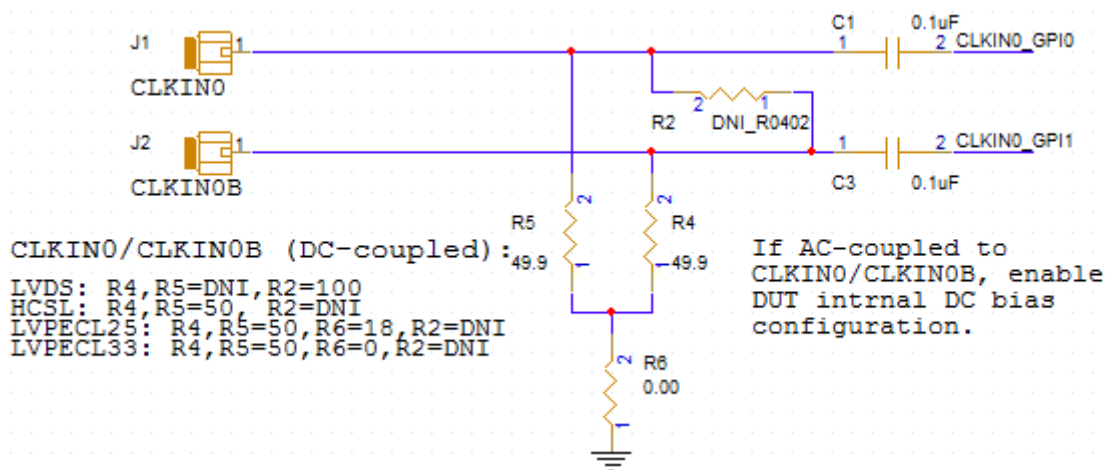 C1 0.1uF
J1 1 1 2 CLKIN0_GPI0
CLKIN0
2 1
R2 DNI_R0402
J2 1 1 2 CLKIN0_GPI1
CLKIN0B
C3 0.1uF
2 2
R5 R4
49.9 1 1 49.9
CLKIN0/CLKIN0B (DC-coupled):
LVDS: R4,R5=DNI,R2=100
HCSL: R4,R5=50, R2=DNI
LVPECL25: R4,R5=50,R6=18,R2=DNI
LVPECL33: R4,R5=50,R6=0,R2=DNI
If AC-coupled to
CLKIN0/CLKIN0B, enable
DUT intrnal DC bias
configuration.
2 R6
0.00
1